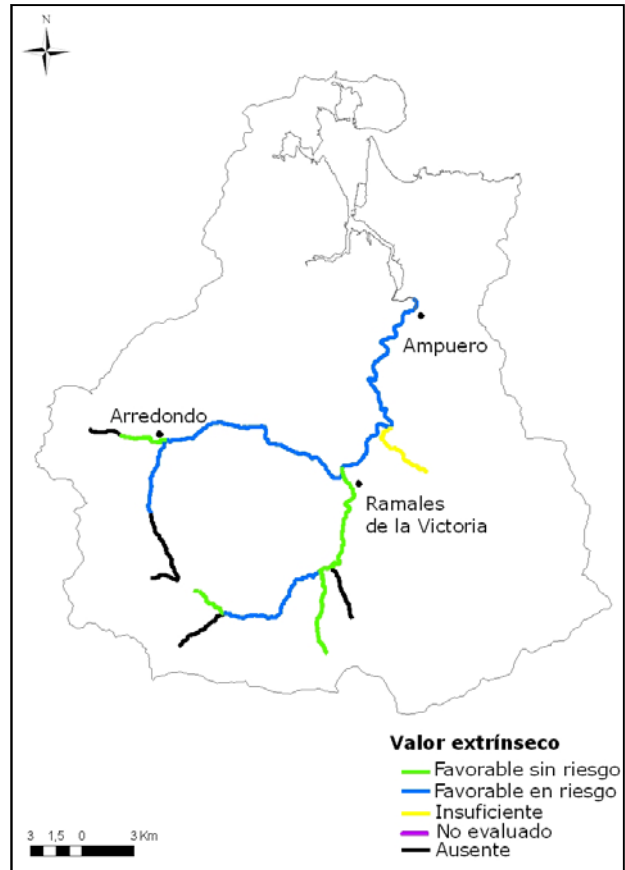 N
Ampuero
Arredondo
Ramales
de la Victoria
Valor extrínseco
Favorable sin riesgo
Favorable en riesgo
Insuficiente
No evaluado
Ausente
3 1,5 0 3 Km